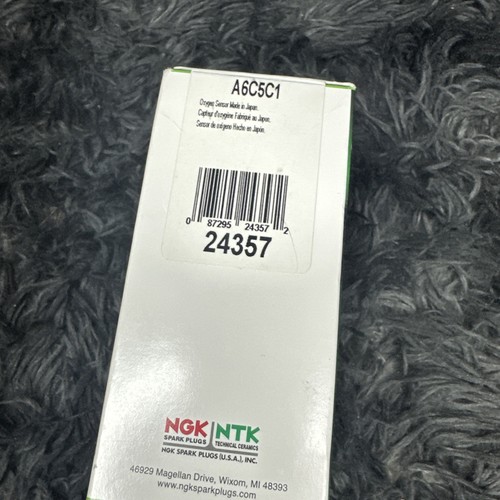 A6C5C1
Oxygen Sensor Made in Japan.
Capteur d'oxygène Fabriqué au Japon.
Sensor de oxígeno Hecho en Japón.
0 87295 24357 2
24357
NGK NTK
SPARK PLUGS TECHNICAL CERAMICS
NGK SPARK PLUGS (U.S.A.), INC.
46929 Magellan Drive, Wixom, MI 48393
www.ngksparkplugs.com